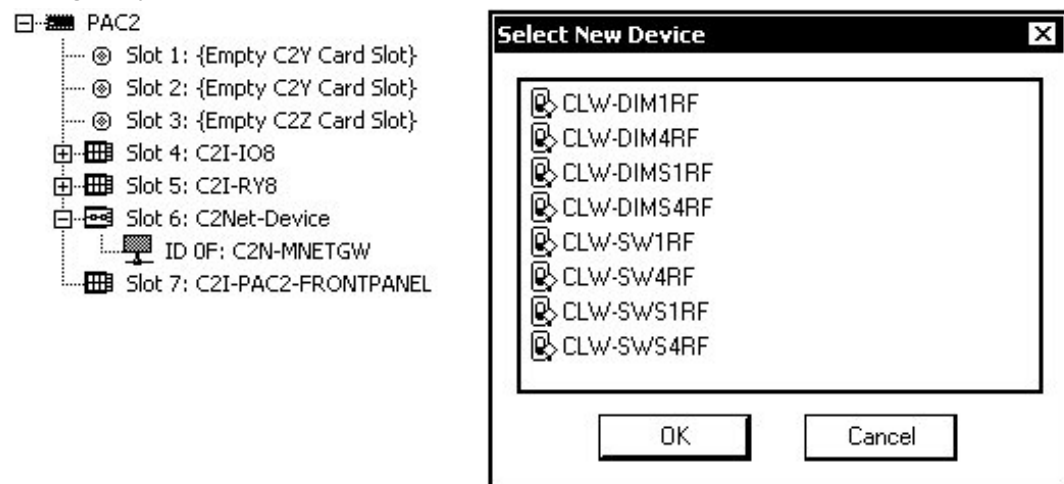 PAC2
Slot 1: {Empty C2Y Card Slot}
Slot 2: {Empty C2Y Card Slot}
Slot 3: {Empty C2Z Card Slot}
Slot 4: C2I-IO8
Slot 5: C2I-RY8
Slot 6: C2Net-Device
ID 0F: C2N-MNETGW
Slot 7: C2I-PAC2-FRONTPANEL
Select New Device
CLW-DIM1RF
CLW-DIM4RF
CLW-DIMS1RF
CLW-DIMS4RF
CLW-SW1RF
CLW-SW4RF
CLW-SWS1RF
CLW-SWS4RF
OK
Cancel